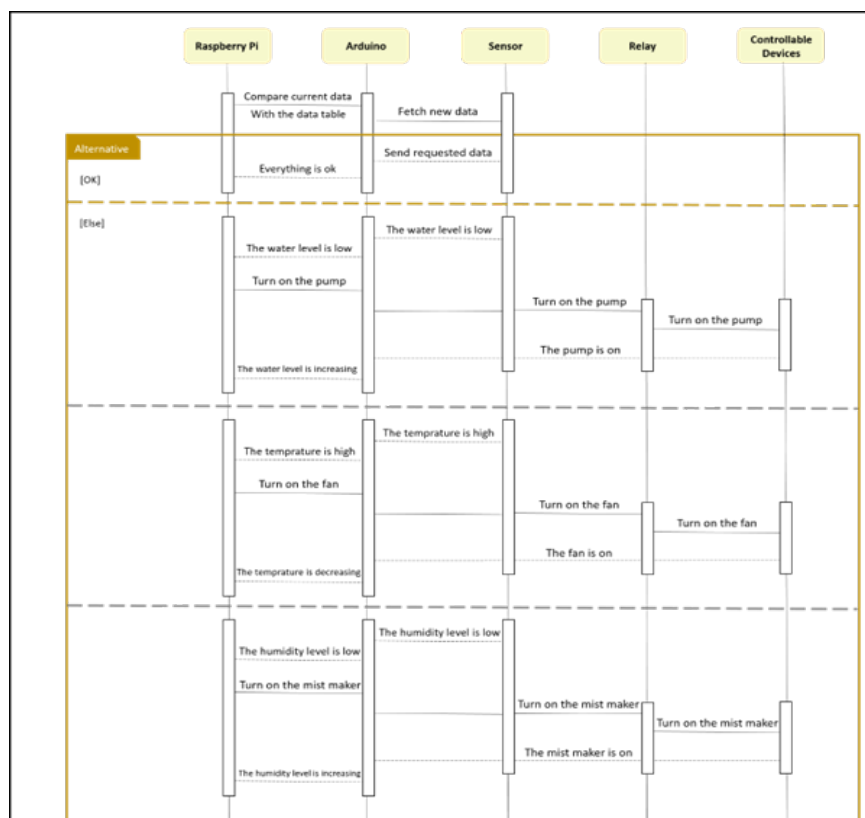 Raspberry Pi
Arduino
Sensor
Relay
Controllable
Devices
Compare current data
With the data table
Fetch new data
Alternative
Send requested data
Everything is ok
[OK]
[Else]
The water level is low
The water level is low
Turn on the pump
Turn on the pump
Turn on the pump
The pump is on
The water level is increasing
The temprature is high
The temprature is high
Turn on the fan
Turn on the fan
Turn on the fan
The fan is on
The temprature is decreasing
The humidity level is low
The humidity level is low
Turn on the mist maker
Turn on the mist maker
Turn on the mist maker
The mist maker is on
The humidity level is increasing